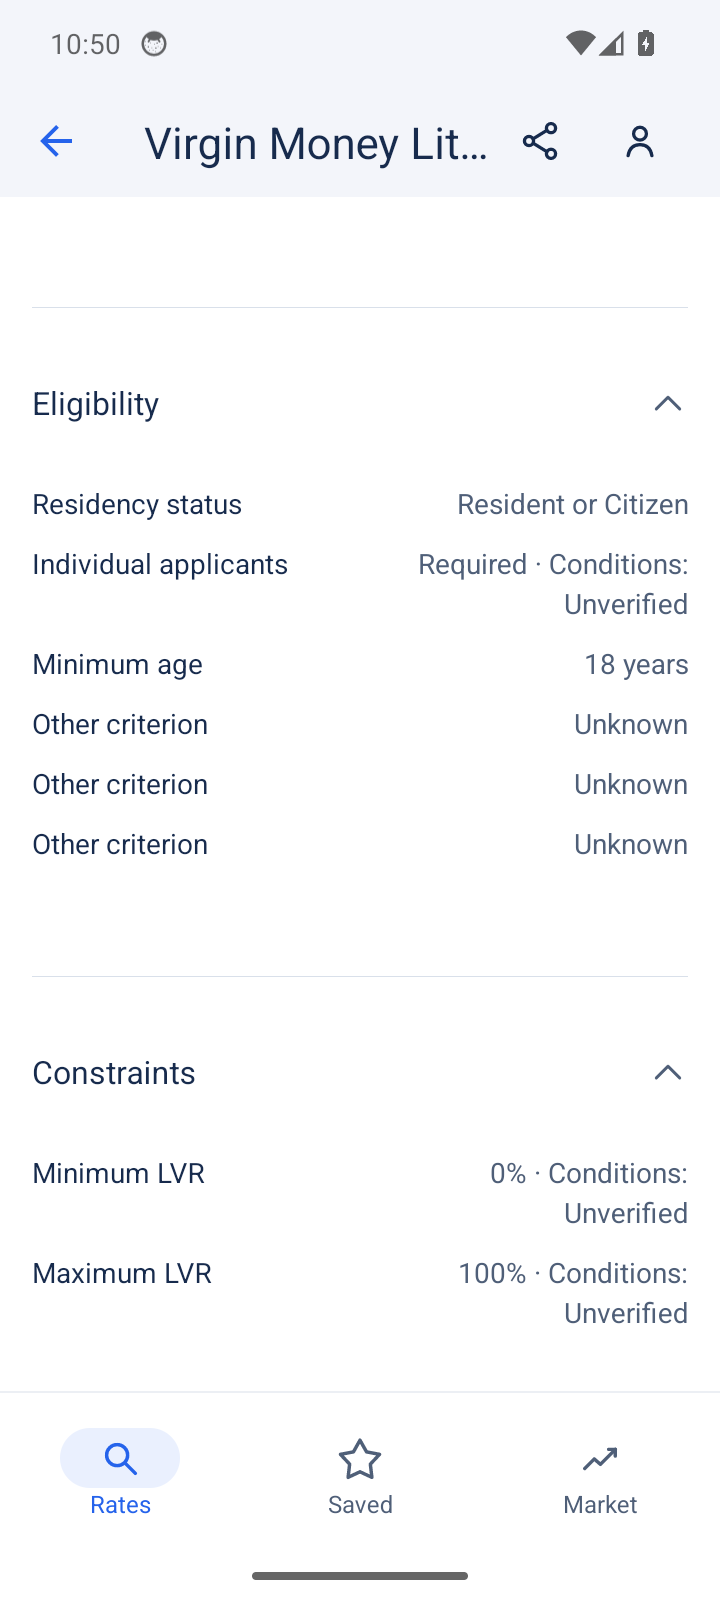 10:50
Virgin Money Lit...
Eligibility
Residency status Resident or Citizen
Individual applicants Required · Conditions:
Unverified
Minimum age 18 years
Other criterion Unknown
Other criterion Unknown
Other criterion Unknown
Constraints
Minimum LVR 0% · Conditions:
Unverified
Maximum LVR 100% · Conditions:
Unverified
Rates Saved Market